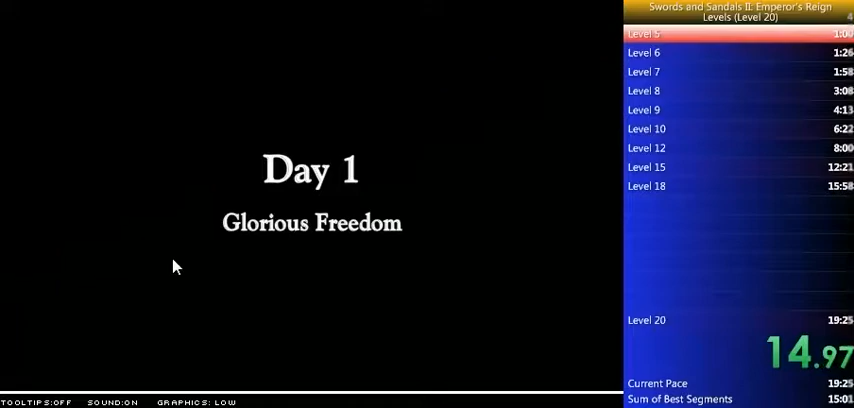 Day 1
Glorious Freedom
TOOLTIPS:OFF SOUND:ON GRAPHICS: LOW
Swords and Sandals II: Emperor's Reign
Levels (Level 20) 4
Level 5 1:00
Level 6 1:26
Level 7 1:58
Level 8 3:08
Level 9 4:13
Level 10 6:22
Level 12 8:00
Level 15 12:21
Level 18 15:58
Level 20 19:25
14.97
Current Pace 19:25
Sum of Best Segments 15:01